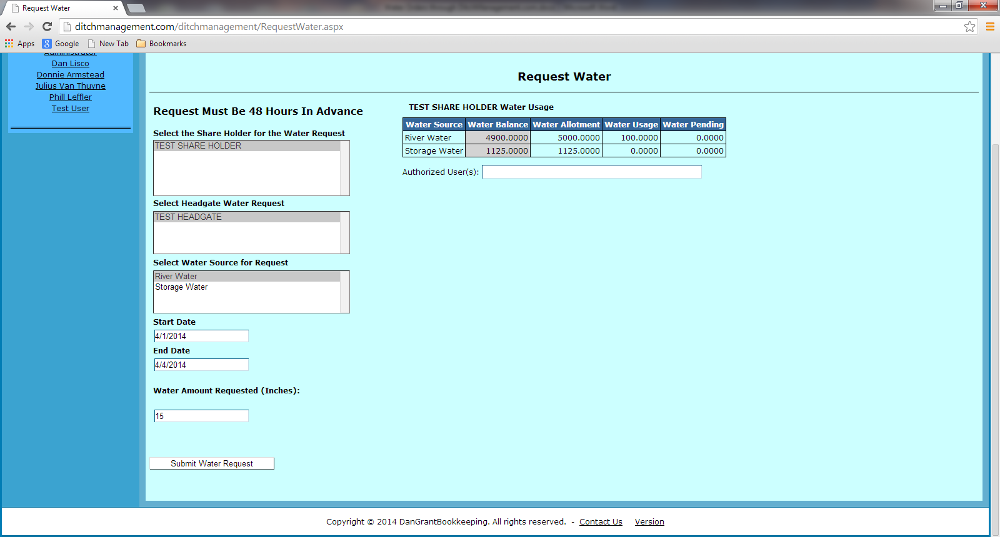 Request Water
ditchmanagement.com/ditchmanagement/RequestWater.aspx
Apps Google New Tab Bookmarks
Administrator
Dan Lisco
Donnie Armstead
Julius Van Thuyne
Phill Leffler
Test User
Request Water
Request Must Be 48 Hours In Advance
Select the Share Holder for the Water Request
TEST SHARE HOLDER
Select Headgate Water Request
TEST HEADGATE
Select Water Source for Request
River Water
Storage Water
Start Date
4/1/2014
End Date
4/4/2014
Water Amount Requested (Inches):
15
Submit Water Request
TEST SHARE HOLDER Water Usage
Water Source Water Balance Water Allotment Water Usage Water Pending
River Water 4900.0000 5000.0000 100.0000 0.0000
Storage Water 1125.0000 1125.0000 0.0000 0.0000
Authorized User(s):
Copyright © 2014 DanGrantBookkeeping. All rights reserved. - Contact Us Version